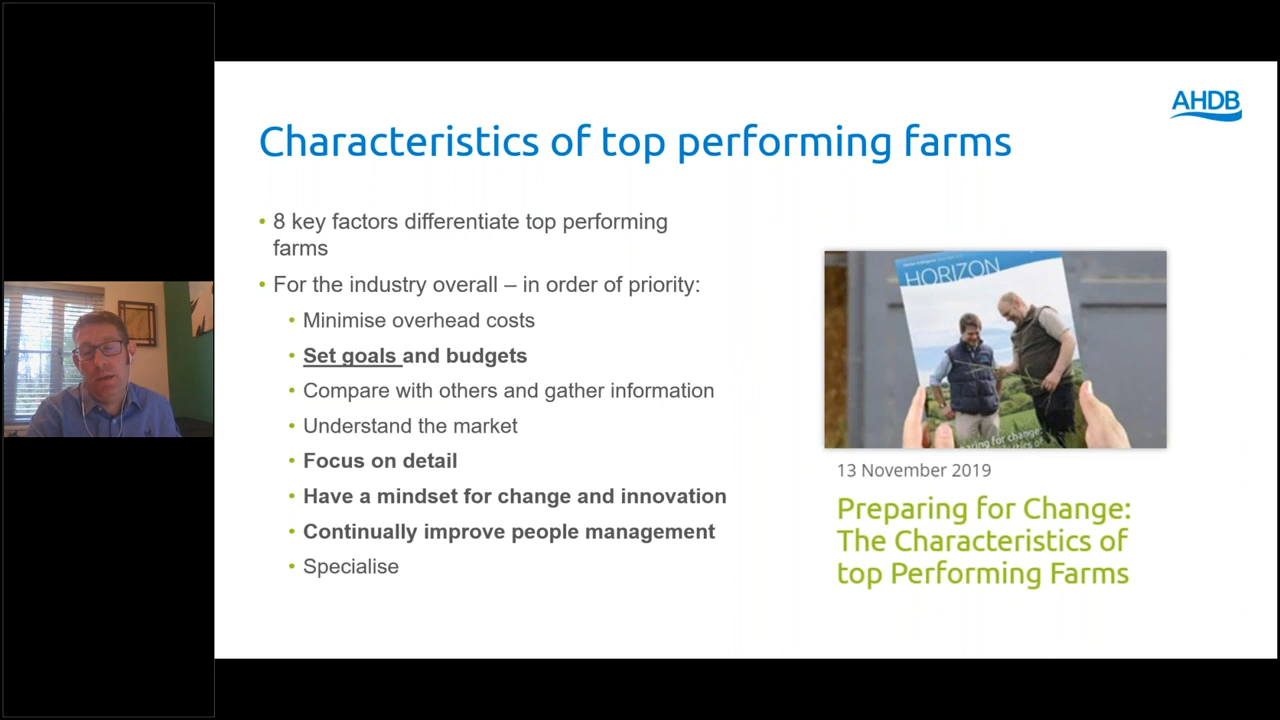 AHDB
Characteristics of top performing farms
• 8 key factors differentiate top performing
farms
• For the industry overall – in order of priority:
• Minimise overhead costs
• Set goals and budgets
• Compare with others and gather information
• Understand the market
• Focus on detail
• Have a mindset for change and innovation
• Continually improve people management
• Specialise
HORIZON
paring for change:
13 November 2019
Preparing for Change:
The Characteristics of
top Performing Farms